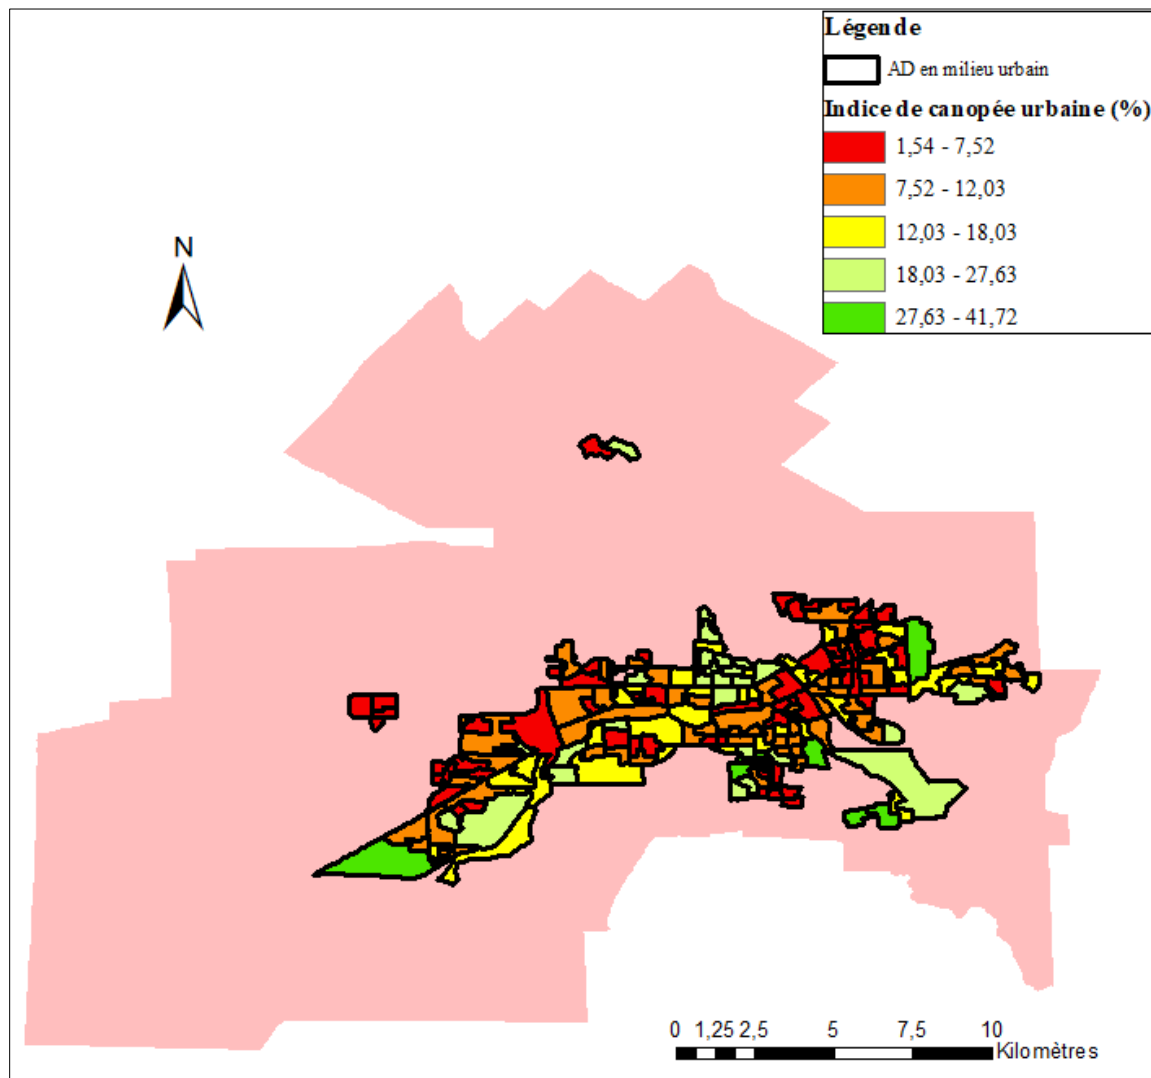 Légende
AD en milieu urbain
Indice de canopée urbaine (%)
1,54 - 7,52
7,52 - 12,03
12,03 - 18,03
18,03 - 27,63
27,63 - 41,72
N
0 1,25 2,5 5 7,5 10
Kilomètres